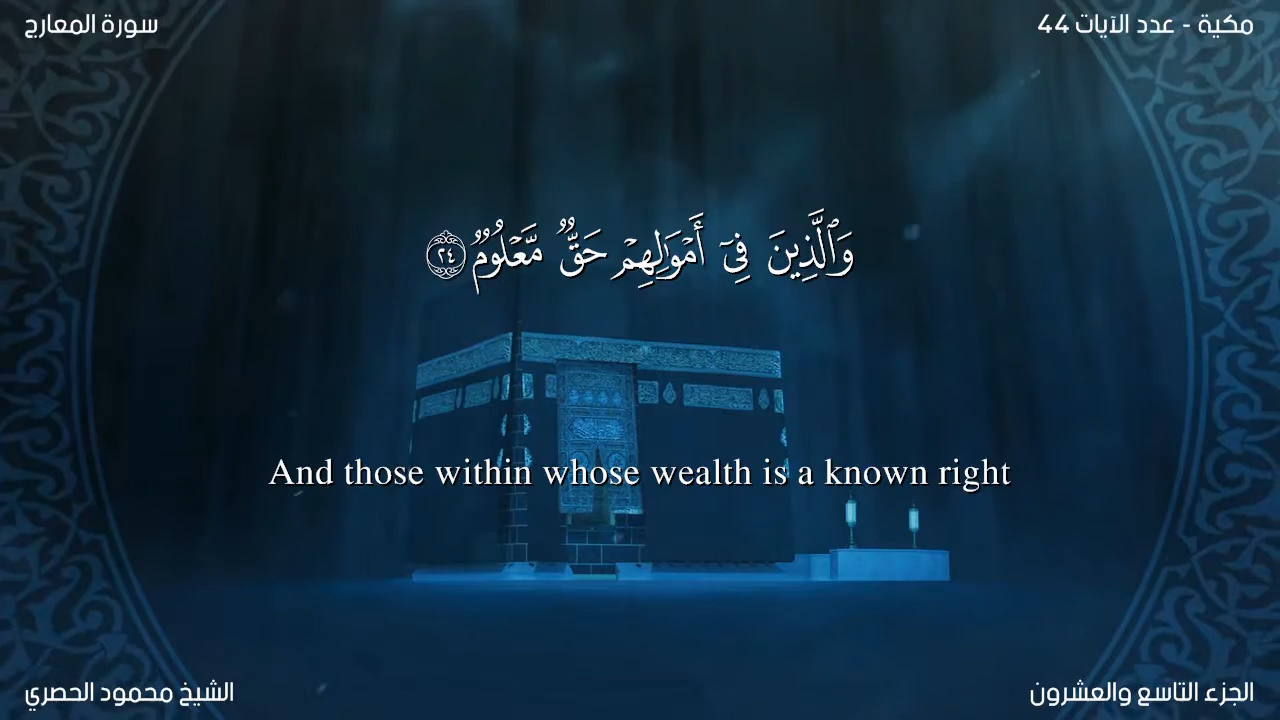 مكية - عدد الآيات 44
سورة المعارج
وَٱلَّذِينَ فِىٓ أَمْوَٰلِهِمْ حَقٌّ مَّعْلُومٌ ٢٤
And those within whose wealth is a known right
الجزء التاسع والعشرون
الشيخ محمود الحصري